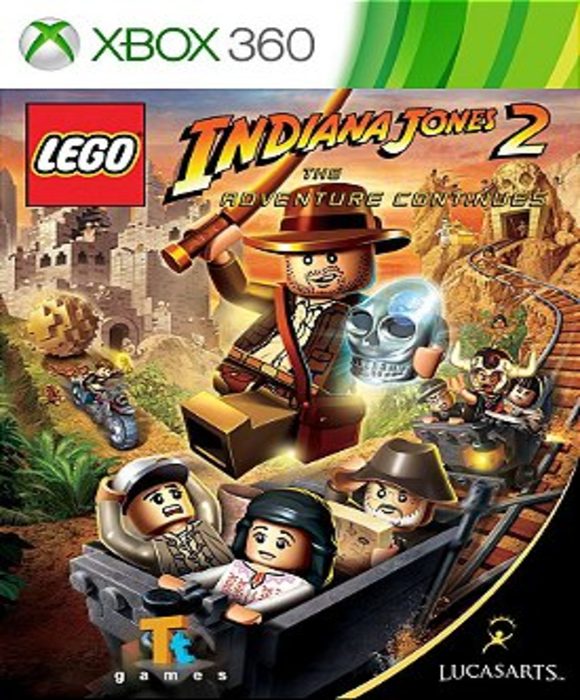 XBOX 360
LEGO
INDIANA JONES 2
THE
ADVENTURE CONTINUES
Tt
games
LUCASARTS